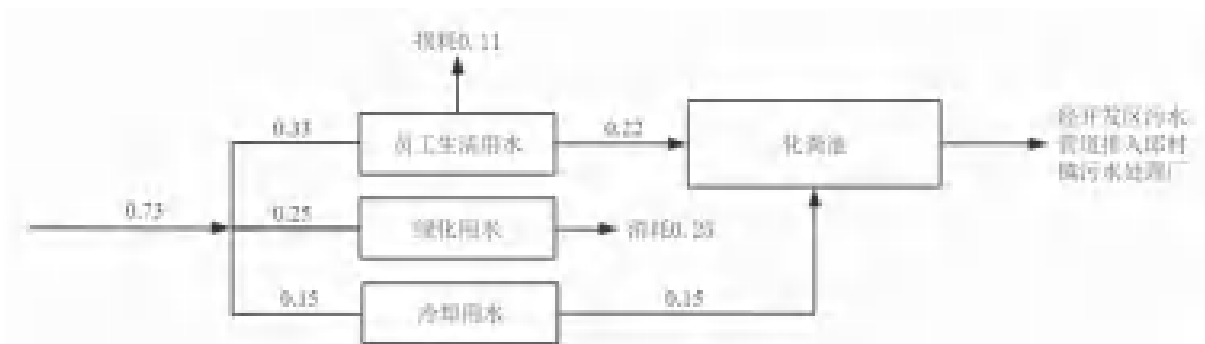 损耗0.11
0.33
员工生活用水
0.22
化粪池
经开发区污水
管道排入邱村
镇污水处理厂
0.73
0.25
绿化用水
消耗0.25
0.15
冷却用水
0.15